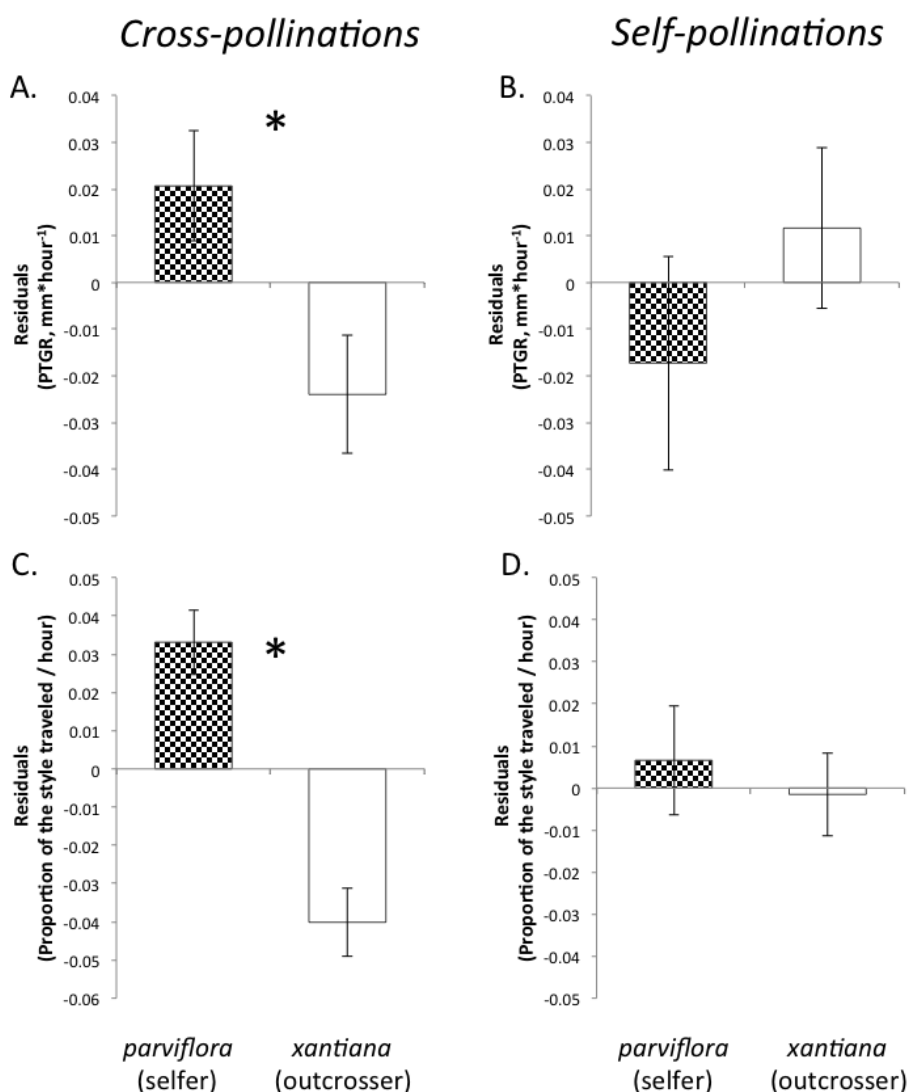 Cross-pollinations
Self-pollinations
A.
*
0.04
0.03
0.02
0.01
0
-0.01
-0.02
-0.03
-0.04
-0.05
Residuals
(PTGR, mm*hour-1)
B.
0.04
0.03
0.02
0.01
0
-0.01
-0.02
-0.03
-0.04
-0.05
Residuals
(PTGR, mm*hour-1)
C.
*
0.05
0.04
0.03
0.02
0.01
0
-0.01
-0.02
-0.03
-0.04
-0.05
-0.06
Residuals
(Proportion of the style traveled / hour)
D.
0.05
0.04
0.03
0.02
0.01
0
-0.01
-0.02
-0.03
-0.04
-0.05
Residuals
(Proportion of the style traveled / hour)
parviflora
(selfer)
xantiana
(outcrosser)
parviflora
(selfer)
xantiana
(outcrosser)